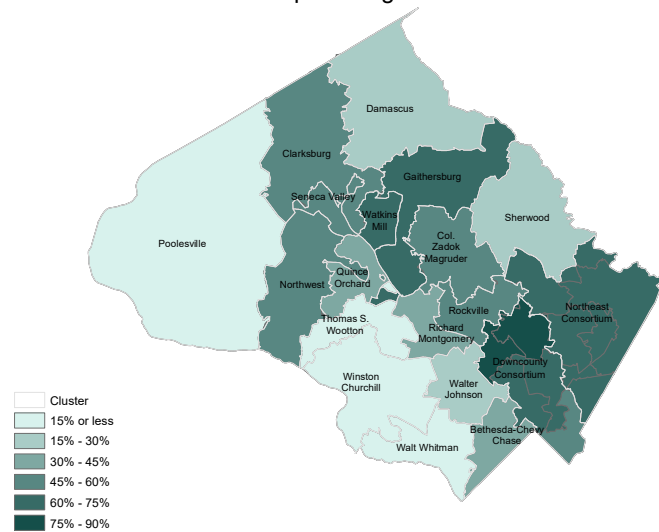 Damascus
Clarksburg
Gaithersburg
Seneca Valley
Watkins
Mill
Sherwood
Col.
Zadok
Magruder
Poolesville
Quince
Orchard
Northwest
Northeast
Consortium
Rockville
Thomas S.
Wootton
Richard
Montgomery
Downcounty
Consortium
Winston
Churchill
Walter
Johnson
Bethesda-Chevy
Chase
Walt Whitman
Cluster
15% or less
15% - 30%
30% - 45%
45% - 60%
60% - 75%
75% - 90%